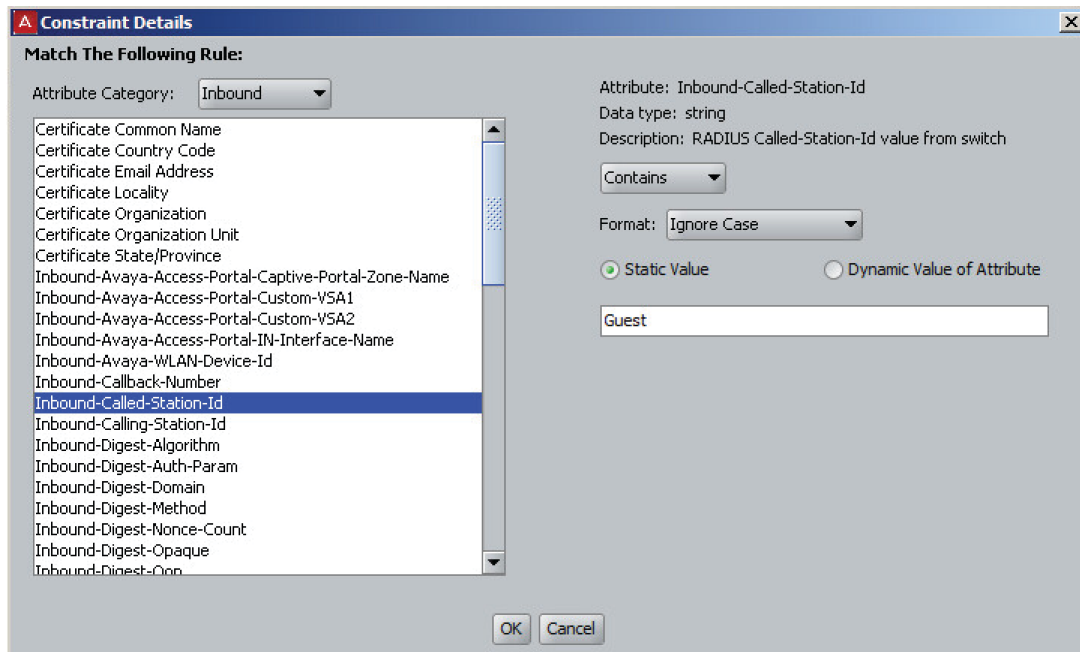 A Constraint Details
Match The Following Rule:
Attribute Category: Inbound
Certificate Common Name
Certificate Country Code
Certificate Email Address
Certificate Locality
Certificate Organization
Certificate Organization Unit
Certificate State/Province
Inbound-Avaya-Access-Portal-Captive-Portal-Zone-Name
Inbound-Avaya-Access-Portal-Custom-VSA1
Inbound-Avaya-Access-Portal-Custom-VSA2
Inbound-Avaya-Access-Portal-IN-Interface-Name
Inbound-Avaya-WLAN-Device-Id
Inbound-Callback-Number
Inbound-Called-Station-Id
Inbound-Calling-Station-Id
Inbound-Digest-Algorithm
Inbound-Digest-Auth-Param
Inbound-Digest-Domain
Inbound-Digest-Method
Inbound-Digest-Nonce-Count
Inbound-Digest-Opaque
Attribute: Inbound-Called-Station-Id
Data type: string
Description: RADIUS Called-Station-Id value from switch
Contains
Format: Ignore Case
Static Value Dynamic Value of Attribute
Guest
OK Cancel